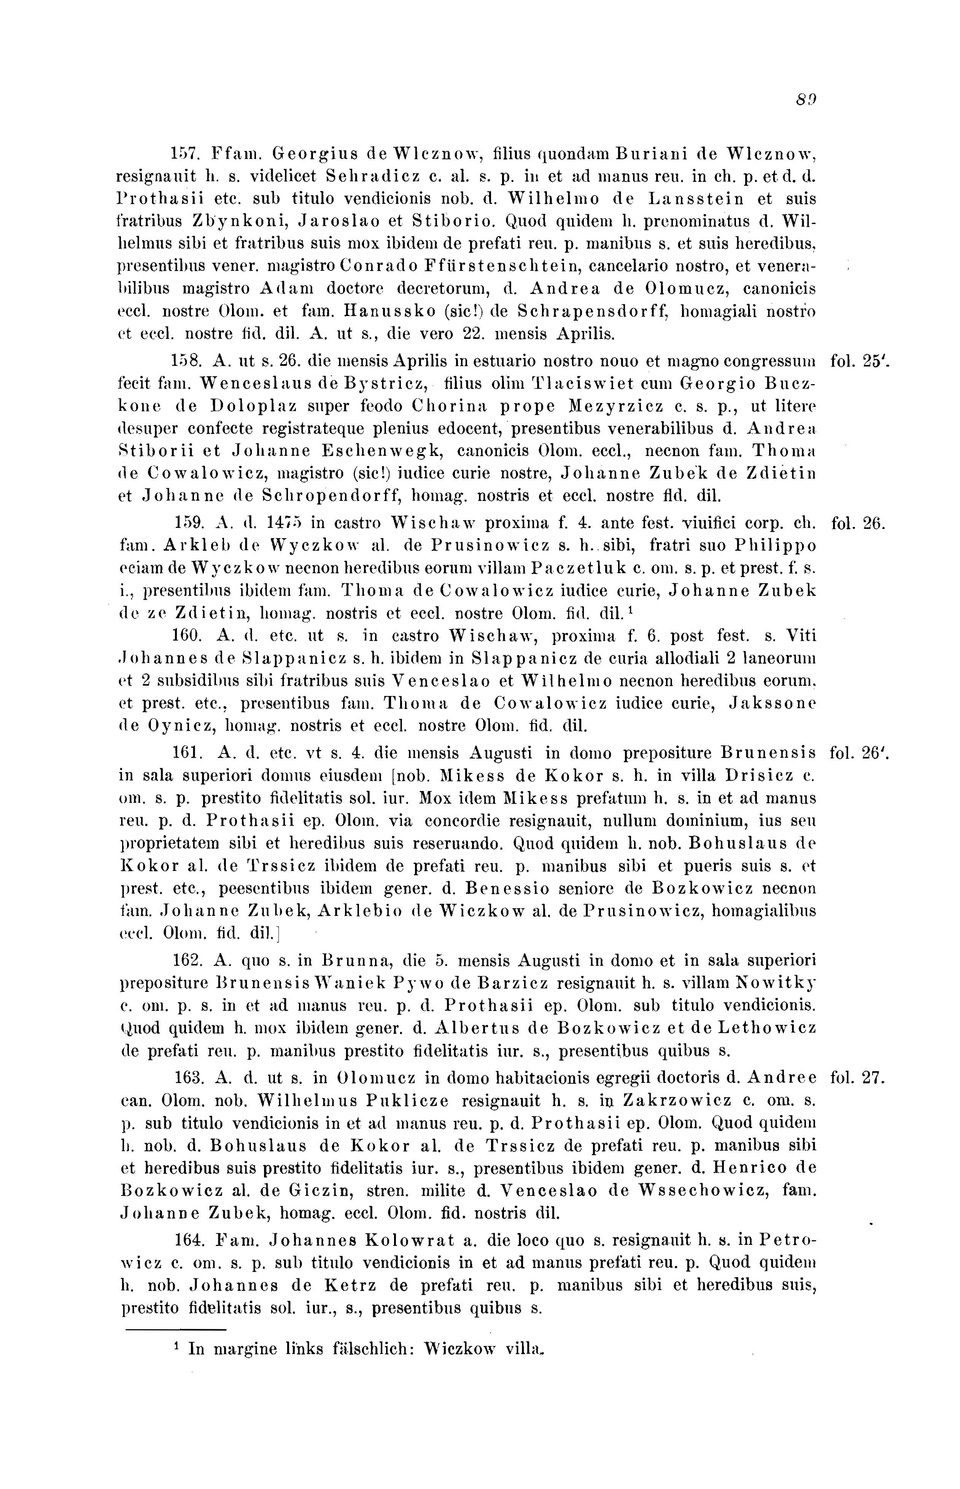 89
157. Ffam. Georgius de Wlcznow, filius quondam Buriani de Wlcznow,
resignauit h. s. videlicet Sehradicz c. al. s. p. in et ad manus reu. in ch. p. et d. d.
Prothasii etc. sub titulo vendicionis nob. d. Wilhelmo de Lansstein et suis
fratribus Zbynkoni, Jaroslao et Stiborio. Quod quidem h. prenominatus d. Wil-
helmus sibi et fratribus suis mox ibidem de prefati reu. p. manibus s. et suis heredibus,
presentibus vener. magistro Conrado Ffürstenschtein, cancelario nostro, et venera-
bilibus magistro Adam doctore decretorum, d. Andrea de Olomucz, canonicis
eccl. nostre Olom. et fam. Hanussko (sic!) de Schrapensdorff, homagiali nostro
et eccl. nostre fid. dil. A. ut s., die vero 22. mensis Aprilis.
158. A. ut s. 26. die mensis Aprilis in estuario nostro nouo et magno congressum fol. 25'.
fecit fam. Wenceslaus de Bystricz, filius olim Tlaciswiet cum Georgio Bucz-
kone de Doloplaz super feodo Chorina prope Mezyrzicz c. s. p., ut litere
desuper confecte registrateque plenius edocent, presentibus venerabilibus d. Andrea
Stiborii et Johanne Eschenwegk, canonicis Olom. eccl., necnon fam. Thoma
de Cowalowicz, magistro (sic!) iudice curie nostre, Johanne Zubek de Zdietin
et Johanne de Schropendorff, homag. nostris et eccl. nostre fid. dil.
159. A. d. 1475 in castro Wischaw proxima f. 4. ante fest. viuifici corp. ch. fol. 26.
fam. Arkleb de Wyczkow al. de Prusinowicz s. h. sibi, fratri suo Philippo
eciam de Wyczkow necnon heredibus eorum villam Paczetluk c. om. s. p. et prest. f. s.
i., presentibus ibidem fam. Thoma de Cowalowicz iudice curie, Johanne Zubek
de ze Zdietin, homag. nostris et eccl. nostre Olom. fid. dil. ¹
160. A. d. etc. ut s. in castro Wischaw, proxima f. 6. post fest. s. Viti
Johannes de Slappanicz s. h. ibidem in Slappanicz de curia allodiali 2 laneorum
et 2 subsidibus sibi fratribus suis Venceslao et Wilhelmo necnon heredibus eorum,
et prest. etc., presentibus fam. Thoma de Cowalowicz iudice curie, Jakssone
de Oynicz, homag. nostris et eccl. nostre Olom. fid. dil.
161. A. d. etc. vt s. 4. die mensis Augusti in domo prepositure Brunensis fol. 26'.
in sala superiori domus eiusdem [nob. Mikess de Kokor s. h. in villa Drisicz c.
om. s. p. prestito fidelitatis sol. iur. Mox idem Mikess prefatum h. s. in et ad manus
reu. p. d. Prothasii ep. Olom. via concordie resignauit, nullum dominium, ius seu
proprietatem sibi et heredibus suis reseruando. Quod quidem h. nob. Bohuslaus de
Kokor al. de Trssicz ibidem de prefati reu. p. manibus sibi et pueris suis s. et
prest. etc., peesentibus ibidem gener. d. Benessio seniore de Bozkowicz necnon
fam. Johanne Zubek, Arklebio de Wiczkow al. de Prusinowicz, homagialibus
eccl. Olom. fid. dil.]
162. A. quo s. in Brunna, die 5. mensis Augusti in domo et in sala superiori
prepositure Brunensis Waniek Pywo de Barzicz resignauit h. s. villam Nowitky
c. om. p. s. in et ad manus reu. p. d. Prothasii ep. Olom. sub titulo vendicionis.
Quod quidem h. mox ibidem gener. d. Albertus de Bozkowicz et de Lethowicz
de prefati reu. p. manibus prestito fidelitatis iur. s., presentibus quibus s.
163. A. d. ut s. in Olomucz in domo habitacionis egregii doctoris d. Andree fol. 27.
can. Olom. nob. Wilhelmus Puklicze resignauit h. s. in Zakrzowicz c. om. s.
p. sub titulo vendicionis in et ad manus reu. p. d. Prothasii ep. Olom. Quod quidem
h. nob. d. Bohuslaus de Kokor al. de Trssicz de prefati reu. p. manibus sibi
et heredibus suis prestito fidelitatis iur. s., presentibus ibidem gener. d. Henrico de
Bozkowicz al. de Giczin, stren. milite d. Venceslao de Wssechowicz, fam.
Johanne Zubek, homag. eccl. Olom. fid. nostris dil.
164. Fam. Johannes Kolowrat a. die loco quo s. resignauit h. s. in Petro-
wicz c. om. s. p. sub titulo vendicionis in et ad manus prefati reu. p. Quod quidem
h. nob. Johannes de Ketrz de prefati reu. p. manibus sibi et heredibus suis,
prestito fidelitatis sol. iur., s., presentibus quibus s.
¹ In margine links fälschlich: Wiczkow villa.